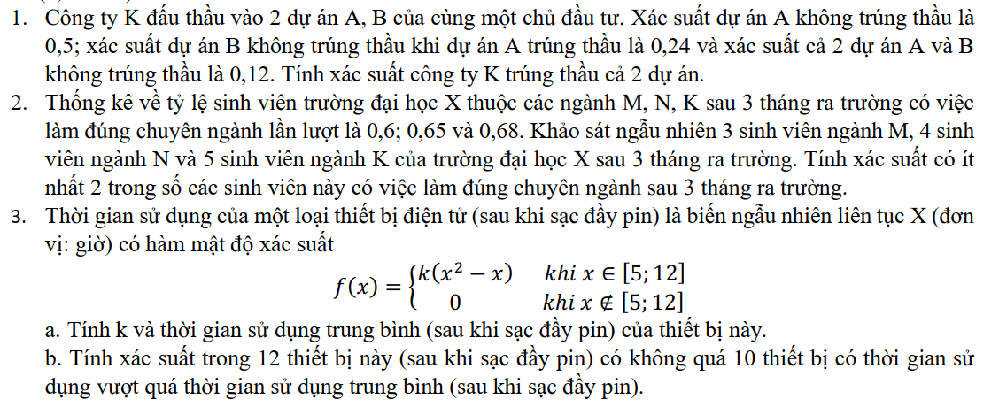 1. Công ty K đấu thầu vào 2 dự án A, B của cùng một chủ đầu tư. Xác suất dự án A không trúng thầu là
0,5; xác suất dự án B không trúng thầu khi dự án A trúng thầu là 0,24 và xác suất cả 2 dự án A và B
không trúng thầu là 0,12. Tính xác suất công ty K trúng thầu cả 2 dự án.
2. Thống kê về tỷ lệ sinh viên trường đại học X thuộc các ngành M, N, K sau 3 tháng ra trường có việc
làm đúng chuyên ngành lần lượt là 0,6; 0,65 và 0,68. Khảo sát ngẫu nhiên 3 sinh viên ngành M, 4 sinh
viên ngành N và 5 sinh viên ngành K của trường đại học X sau 3 tháng ra trường. Tính xác suất có ít
nhất 2 trong số các sinh viên này có việc làm đúng chuyên ngành sau 3 tháng ra trường.
3. Thời gian sử dụng của một loại thiết bị điện tử (sau khi sạc đầy pin) là biến ngẫu nhiên liên tục X (đơn
vị: giờ) có hàm mật độ xác suất
f(x) = { k(x² − x) khi x ∈ [5; 12]
0 khi x ∉ [5; 12]
a. Tính k và thời gian sử dụng trung bình (sau khi sạc đầy pin) của thiết bị này.
b. Tính xác suất trong 12 thiết bị này (sau khi sạc đầy pin) có không quá 10 thiết bị có thời gian sử
dụng vượt quá thời gian sử dụng trung bình (sau khi sạc đầy pin).